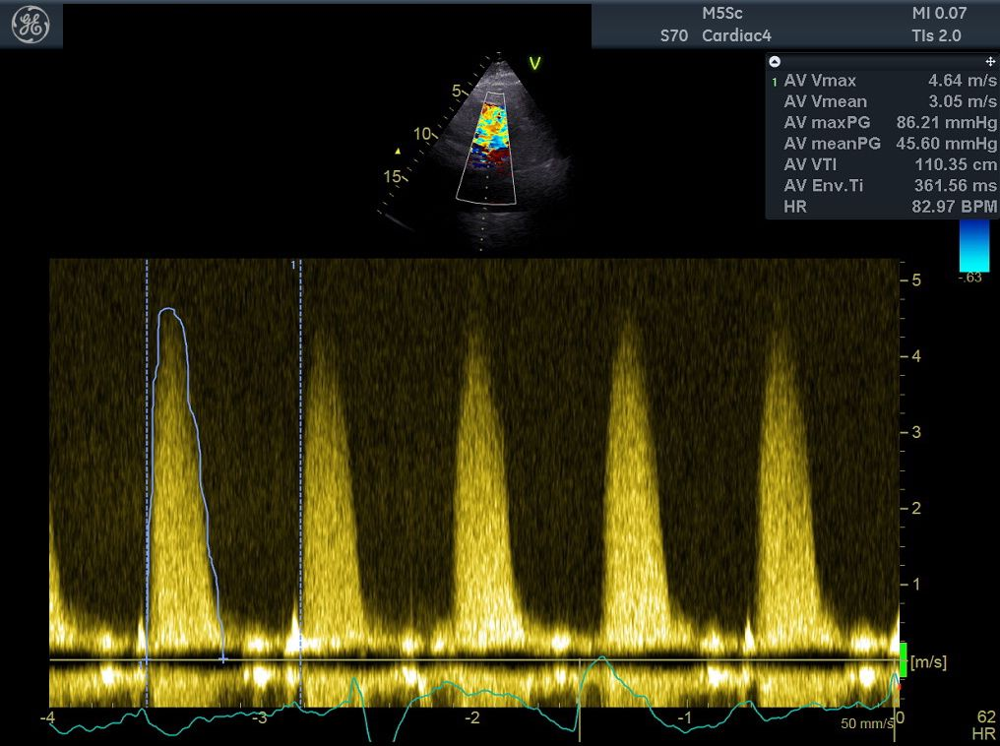 GE
M5Sc
MI 0.07
S70 Cardiac4
TIs 2.0
V
5
10
15
1 AV Vmax 4.64 m/s
AV Vmean 3.05 m/s
AV maxPG 86.21 mmHg
AV meanPG 45.60 mmHg
AV VTI 110.35 cm
AV Env.Ti 361.56 ms
HR 82.97 BPM
-.63
1
5
4
3
2
1
[m/s]
-4 -3 -2 -1 0
50 mm/s
62
HR